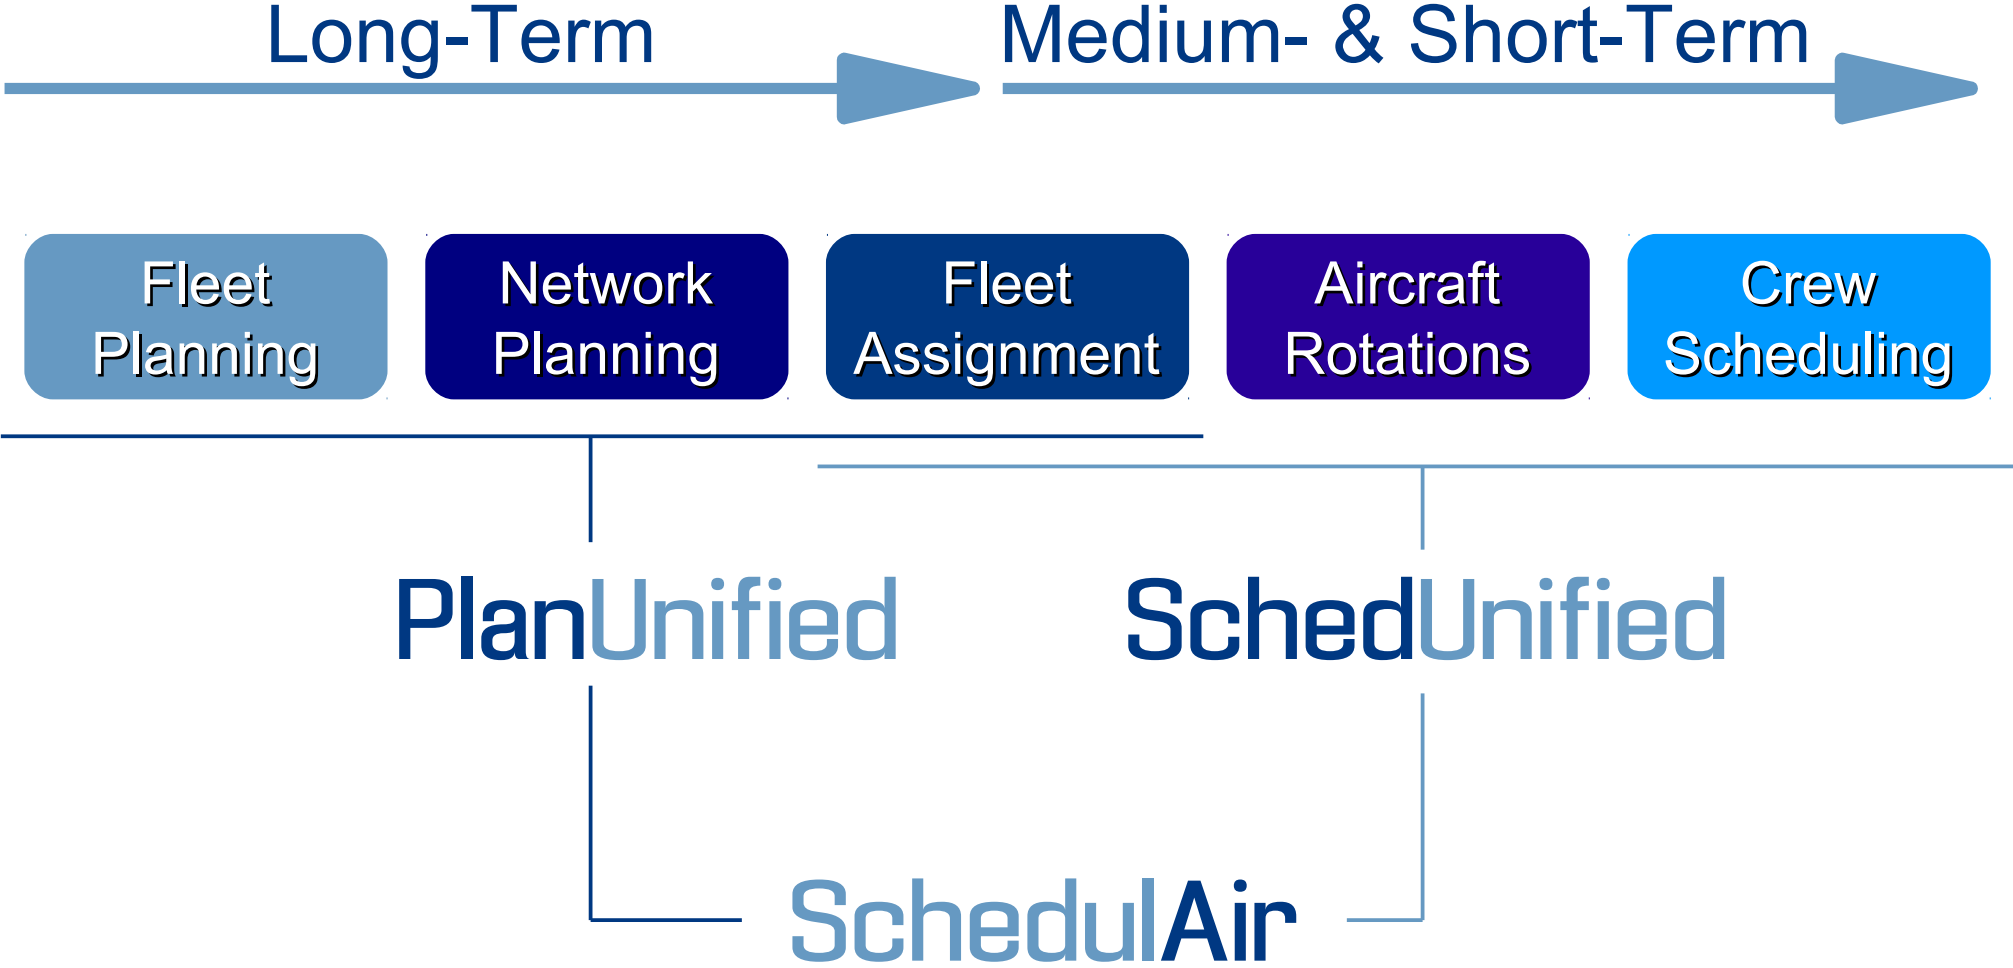 Long-Term
Medium- & Short-Term
Fleet
Planning
Network
Planning
Fleet
Assignment
Aircraft
Rotations
Crew
Scheduling
PlanUnified
SchedUnified
SchedulAir